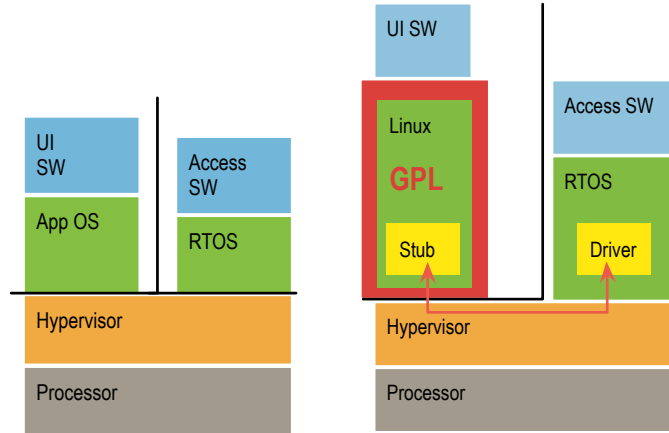 UI
SW
App OS
Access
SW
RTOS
Hypervisor
Processor
UI SW
Linux
GPL
Stub
Access SW
RTOS
Driver
Hypervisor
Processor